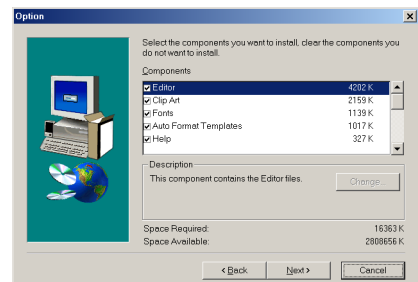 Option
Select the components you want to install, clear the components you
do not want to install.
Components
Editor 4202 K
Clip Art 2159 K
Fonts 1139 K
Auto Format Templates 1017 K
Help 327 K
Description
This component contains the Editor files.
Change...
Space Required: 16363 K
Space Available: 2808656 K
< Back Next > Cancel